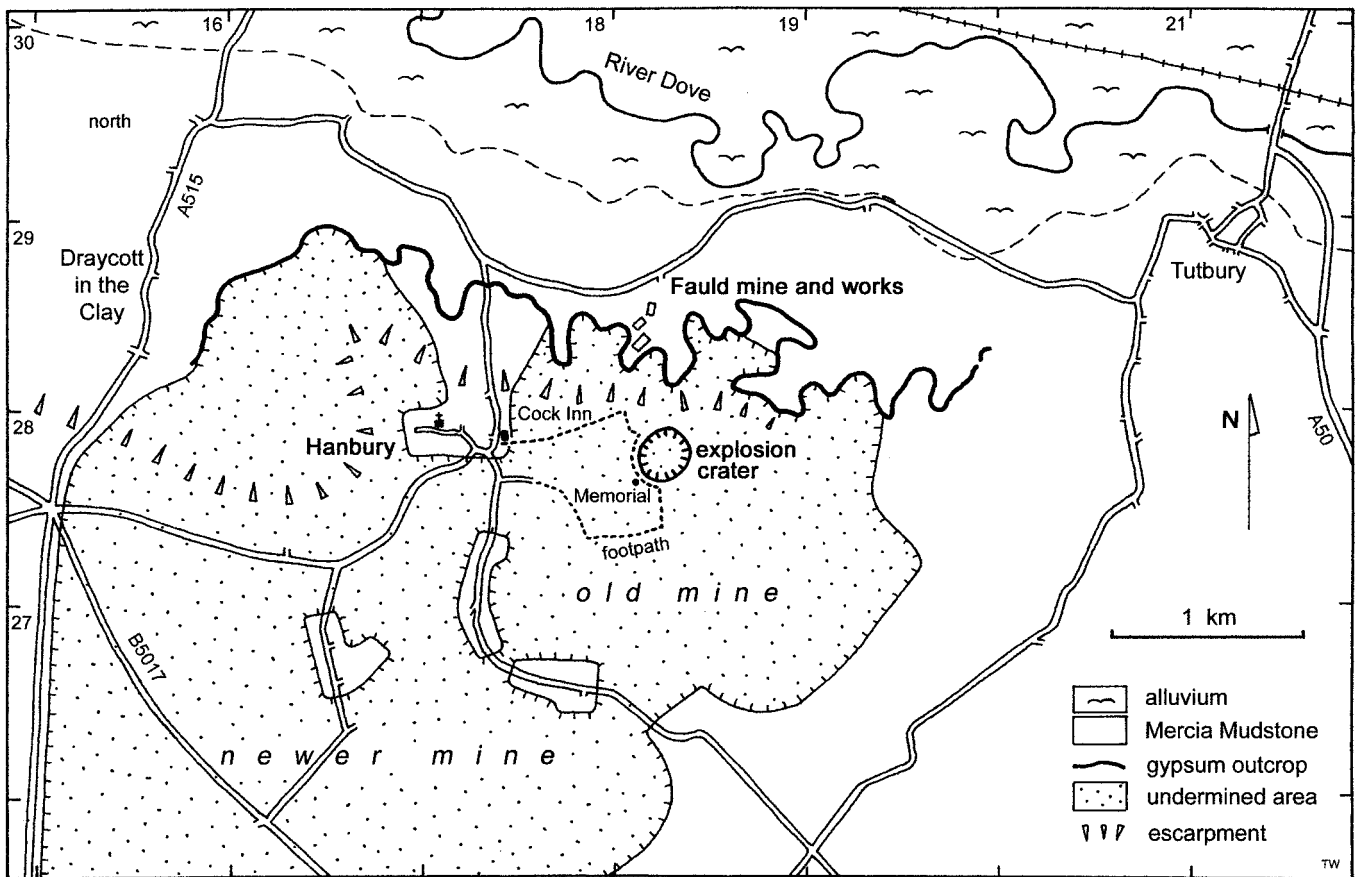 16
18
19
21
30
River Dove
north
A515
29
Draycott
in the
Clay
Fauld mine and works
Tutbury
28
Cock Inn
Hanbury
explosion
crater
N
A50
Memorial
footpath
old mine
27
1 km
B5017
newer mine
alluvium
Mercia Mudstone
gypsum outcrop
undermined area
escarpment
TW